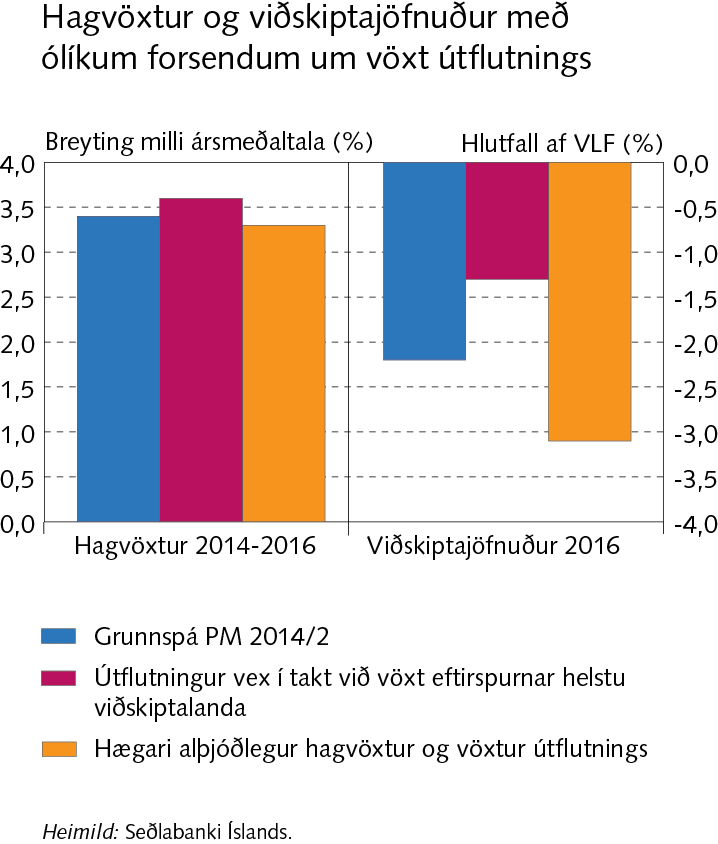 Hagvöxtur og viðskiptajöfnuður með
ólíkum forsendum um vöxt útflutnings
Breyting milli ársmeðaltala (%)
Hlutfall af VLF (%)
4,0
3,5
3,0
2,5
2,0
1,5
1,0
0,5
0,0
0,0
-0,5
-1,0
-1,5
-2,0
-2,5
-3,0
-3,5
-4,0
Hagvöxtur 2014-2016
Viðskiptajöfnuður 2016
Grunnspá PM 2014/2
Útflutningur vex í takt við vöxt eftirspurnar helstu
viðskiptalanda
Hægari alþjóðlegur hagvöxtur og vöxtur útflutnings
Heimild: Seðlabanki Íslands.